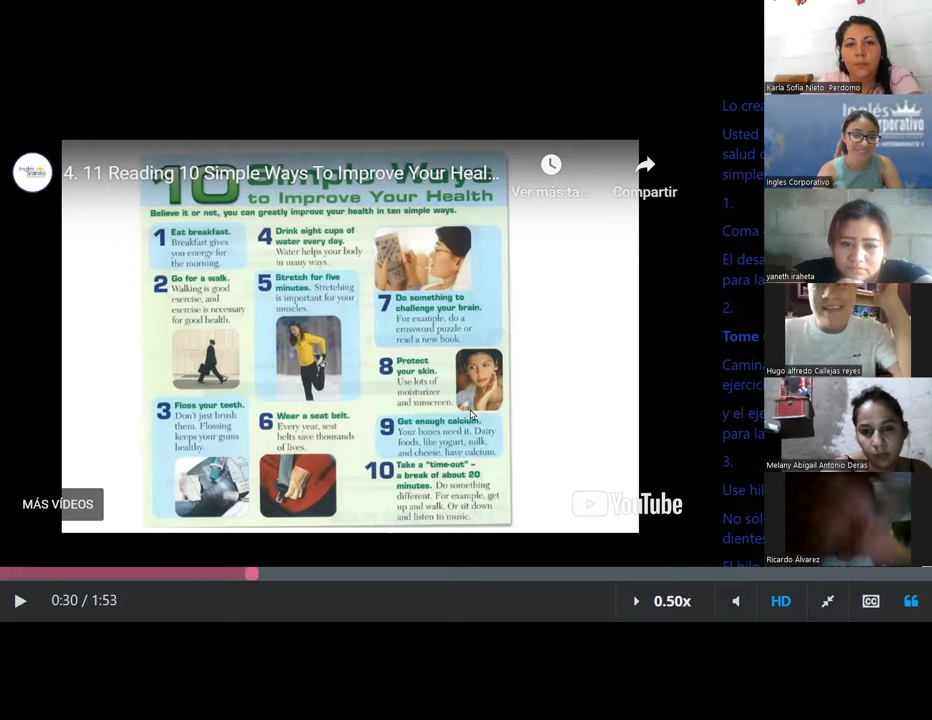 4. 11 Reading 10 Simple Ways To Improve Your Heal...
Ver más ta...
Compartir
10 Simple Ways
to Improve Your Health
Believe it or not, you can greatly improve your health in ten simple ways.
1 Eat breakfast.
Breakfast gives
you energy for
the morning.
2 Go for a walk.
Walking is good
exercise, and
exercise is necessary
for good health.
3 Floss your teeth.
Don't just brush
them. Flossing
keeps your gums
healthy.
4 Drink eight cups of
water every day.
Water helps your body
in many ways.
5 Stretch for five
minutes. Stretching
is important for your
muscles.
6 Wear a seat belt.
Every year, seat
belts save thousands
of lives.
7 Do something to
challenge your brain.
For example, do a
crossword puzzle or
read a new book.
8 Protect
your skin.
Use lots of
moisturizer
and sunscreen.
9 Get enough calcium.
Your bones need it. Dairy
foods, like yogurt, milk,
and cheese, have calcium.
10 Take a "time-out" –
a break of about 20
minutes. Do something
different. For example, get
up and walk. Or sit down
and listen to music.
MÁS VÍDEOS
YouTube
Lo crea
Usted
salud
simple
1.
Coma
El desa
para la
2.
Tome
Camin
ejercici
y el eje
para la
3.
Use hil
No sól
dientes
El hilo
Karla Sofia Nieto Perdomo
Inglés
Corporativo
Ingles Corporativo
yaneth iraheta
Hugo alfredo Callejas reyes
Melany Abigail Antonio Deras
Ricardo Álvarez
0:30 / 1:53
0.50x
HD
CC